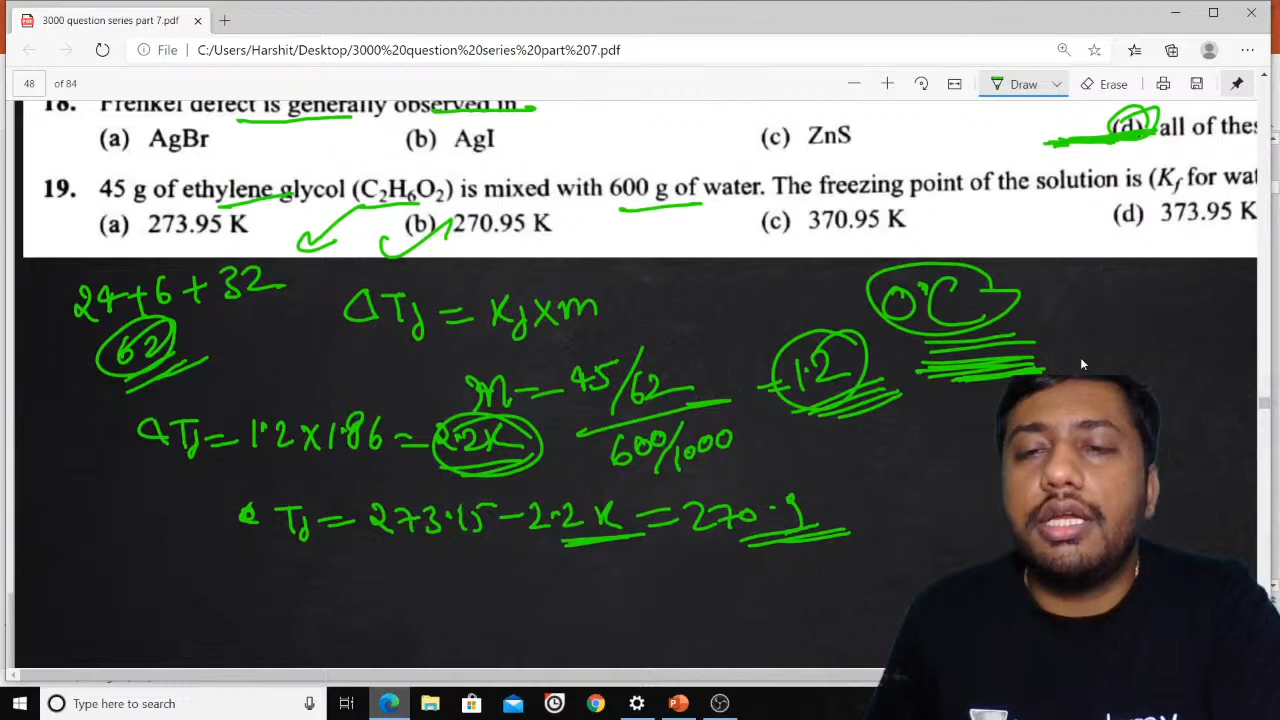 3000 question series part 7.pdf
File
C:/Users/Harshit/Desktop/3000%20question%20series%20part%207.pdf
48 of 84
Draw
Erase
18. Frenkel defect is generally observed in
(a) AgBr (b) AgI (c) ZnS (d) all of thes
19. 45 g of ethylene glycol (C₂H₆O₂) is mixed with 600 g of water. The freezing point of the solution is (Kf for wat
(a) 273.95 K (b) 270.95 K (c) 370.95 K (d) 373.95 K
24+6+32
62
ΔTf = Kf×m
0°C
m = 45/62
600/1000
= 1.2
ΔTf = 1.2×1.86 = 2.2K
Tf = 273.15-2.2K = 270.9
Type here to search